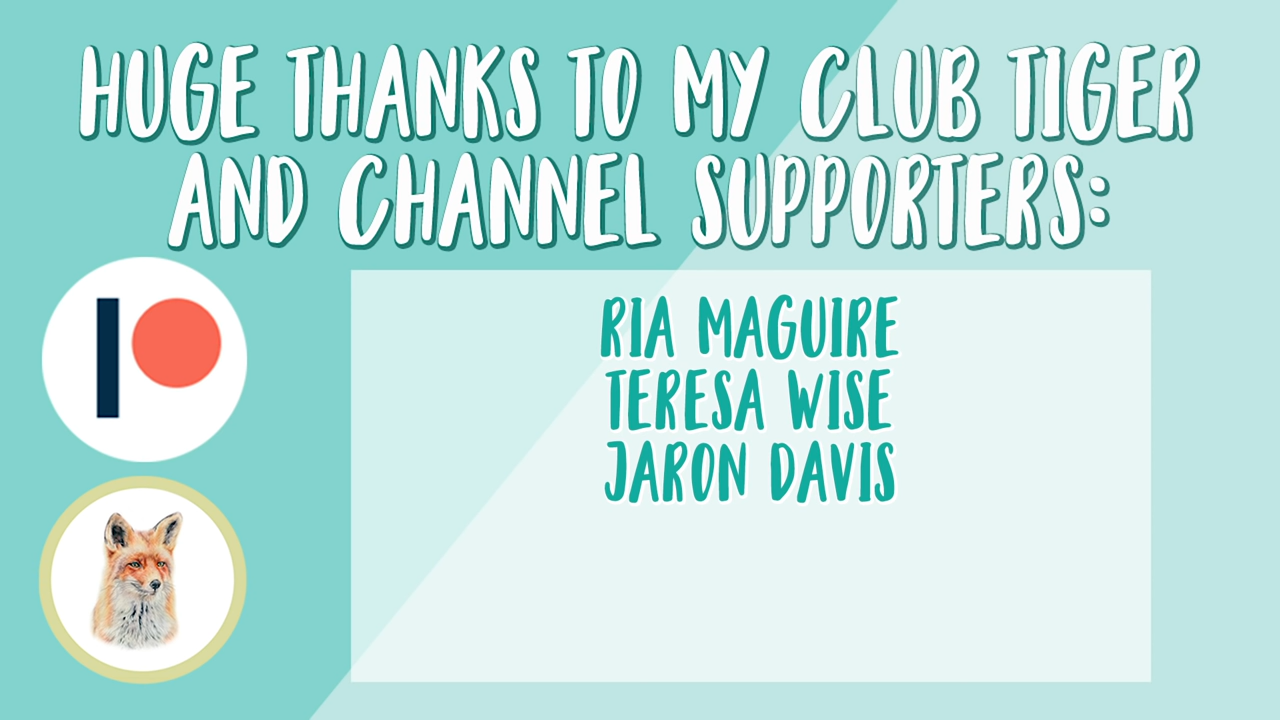 HUGE THANKS TO MY CLUB TIGER
AND CHANNEL SUPPORTERS:
RIA MAGUIRE
TERESA WISE
JARON DAVIS